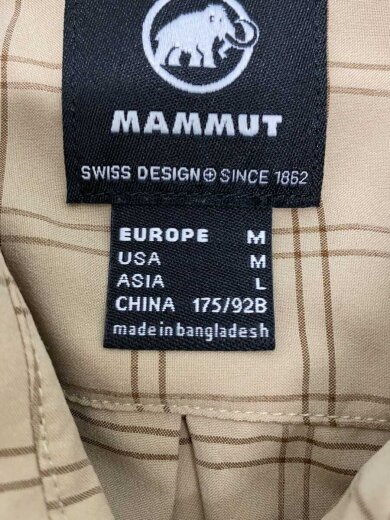 MAMMUT
SWISS DESIGN⊕SINCE 1862
EUROPE M
USA M
ASIA L
CHINA 175/92B
made in bangladesh